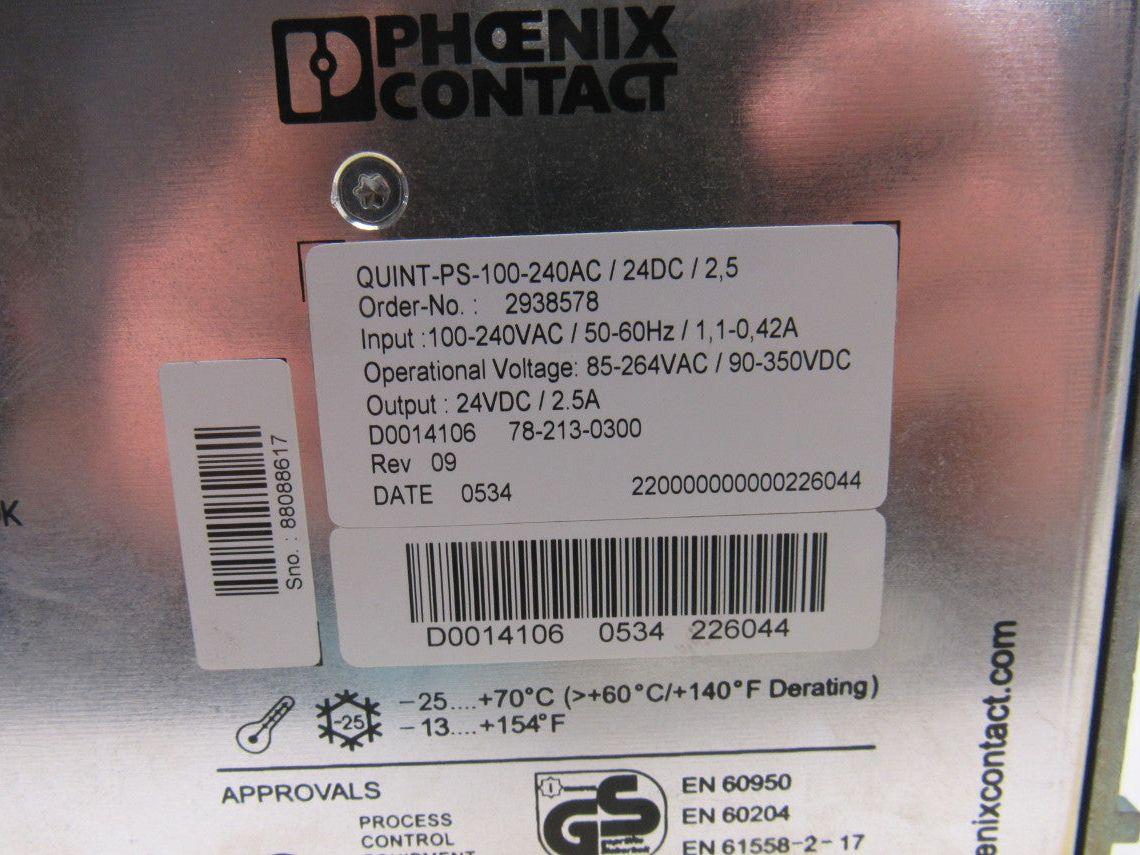 PHŒNIX
CONTACT
QUINT-PS-100-240AC / 24DC / 2,5
Order-No. : 2938578
Input :100-240VAC / 50-60Hz / 1,1-0,42A
Operational Voltage: 85-264VAC / 90-350VDC
Output : 24VDC / 2.5A
D0014106 78-213-0300
Rev 09
DATE 0534 220000000000226044
Sno. : 88088617
D0014106 0534 226044
K
-25
–25....+70°C (>+60°C/+140°F Derating)
–13....+154°F
APPROVALS
PROCESS
CONTROL
EQUIPMENT
GS
EN 60950
EN 60204
EN 61558-2-17
enixcontact.com